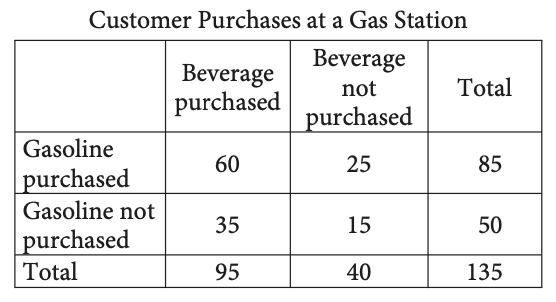 Customer Purchases at a Gas Station
Beverage purchased
Beverage not purchased
Total
Gasoline purchased
60
25
85
Gasoline not purchased
35
15
50
Total
95
40
135